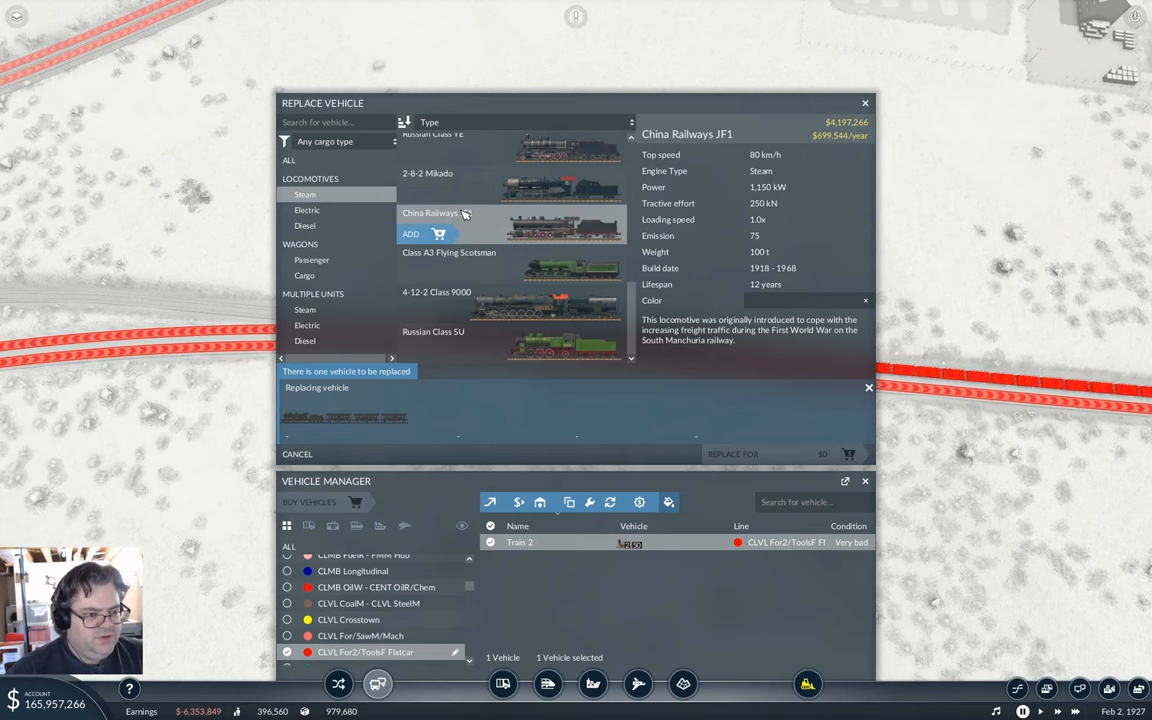 REPLACE VEHICLE
Search for vehicle...
Type
Any cargo type
ALL
LOCOMOTIVES
Steam
Electric
Diesel
WAGONS
Passenger
Cargo
MULTIPLE UNITS
Steam
Electric
Diesel
Russian Class YE
2-8-2 Mikado
China Railways
ADD
Class A3 Flying Scotsman
4-12-2 Class 9000
Russian Class SU
China Railways JF1
$4,197,266
$699,544/year
Top speed 80 km/h
Engine Type Steam
Power 1,150 kW
Tractive effort 250 kN
Loading speed 1.0x
Emission 75
Weight 100 t
Build date 1918 - 1968
Lifespan 12 years
Color
This locomotive was originally introduced to cope with the
increasing freight traffic during the First World War on the
South Manchuria railway.
There is one vehicle to be replaced
Replacing vehicle
- - - -
CANCEL
REPLACE FOR $0
VEHICLE MANAGER
BUY VEHICLES
Search for vehicle...
ALL
CLMB FuelR - FMM Hub
CLMB Longitudinal
CLMB OilW - CENT OilR/Chem
CLVL CoalM - CLVL SteelM
CLVL Crosstown
CLVL For/SawM/Mach
CLVL For2/ToolsF Flatcar
Name Vehicle Line Condition
Train 2 CLVL For2/ToolsF Fl Very bad
1 Vehicle 1 Vehicle selected
$ ACCOUNT
165,957,266
?
Earnings $-6,353,849 396,560 979,680
Feb 2, 1927